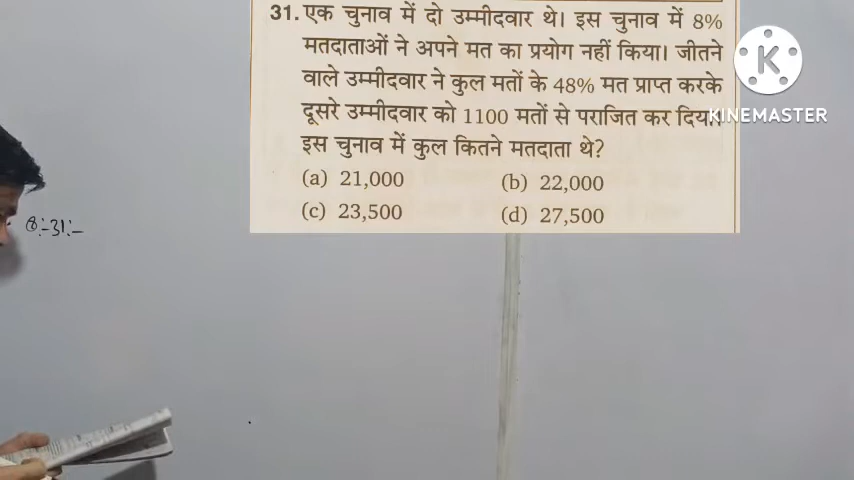 31. एक चुनाव में दो उम्मीदवार थे। इस चुनाव में 8%
मतदाताओं ने अपने मत का प्रयोग नहीं किया। जीतने
वाले उम्मीदवार ने कुल मतों के 48% मत प्राप्त करके
दूसरे उम्मीदवार को 1100 मतों से पराजित कर दिया।
इस चुनाव में कुल कितने मतदाता थे?
(a) 21,000 (b) 22,000
(c) 23,500 (d) 27,500
KINEMASTER
Q:-31:-